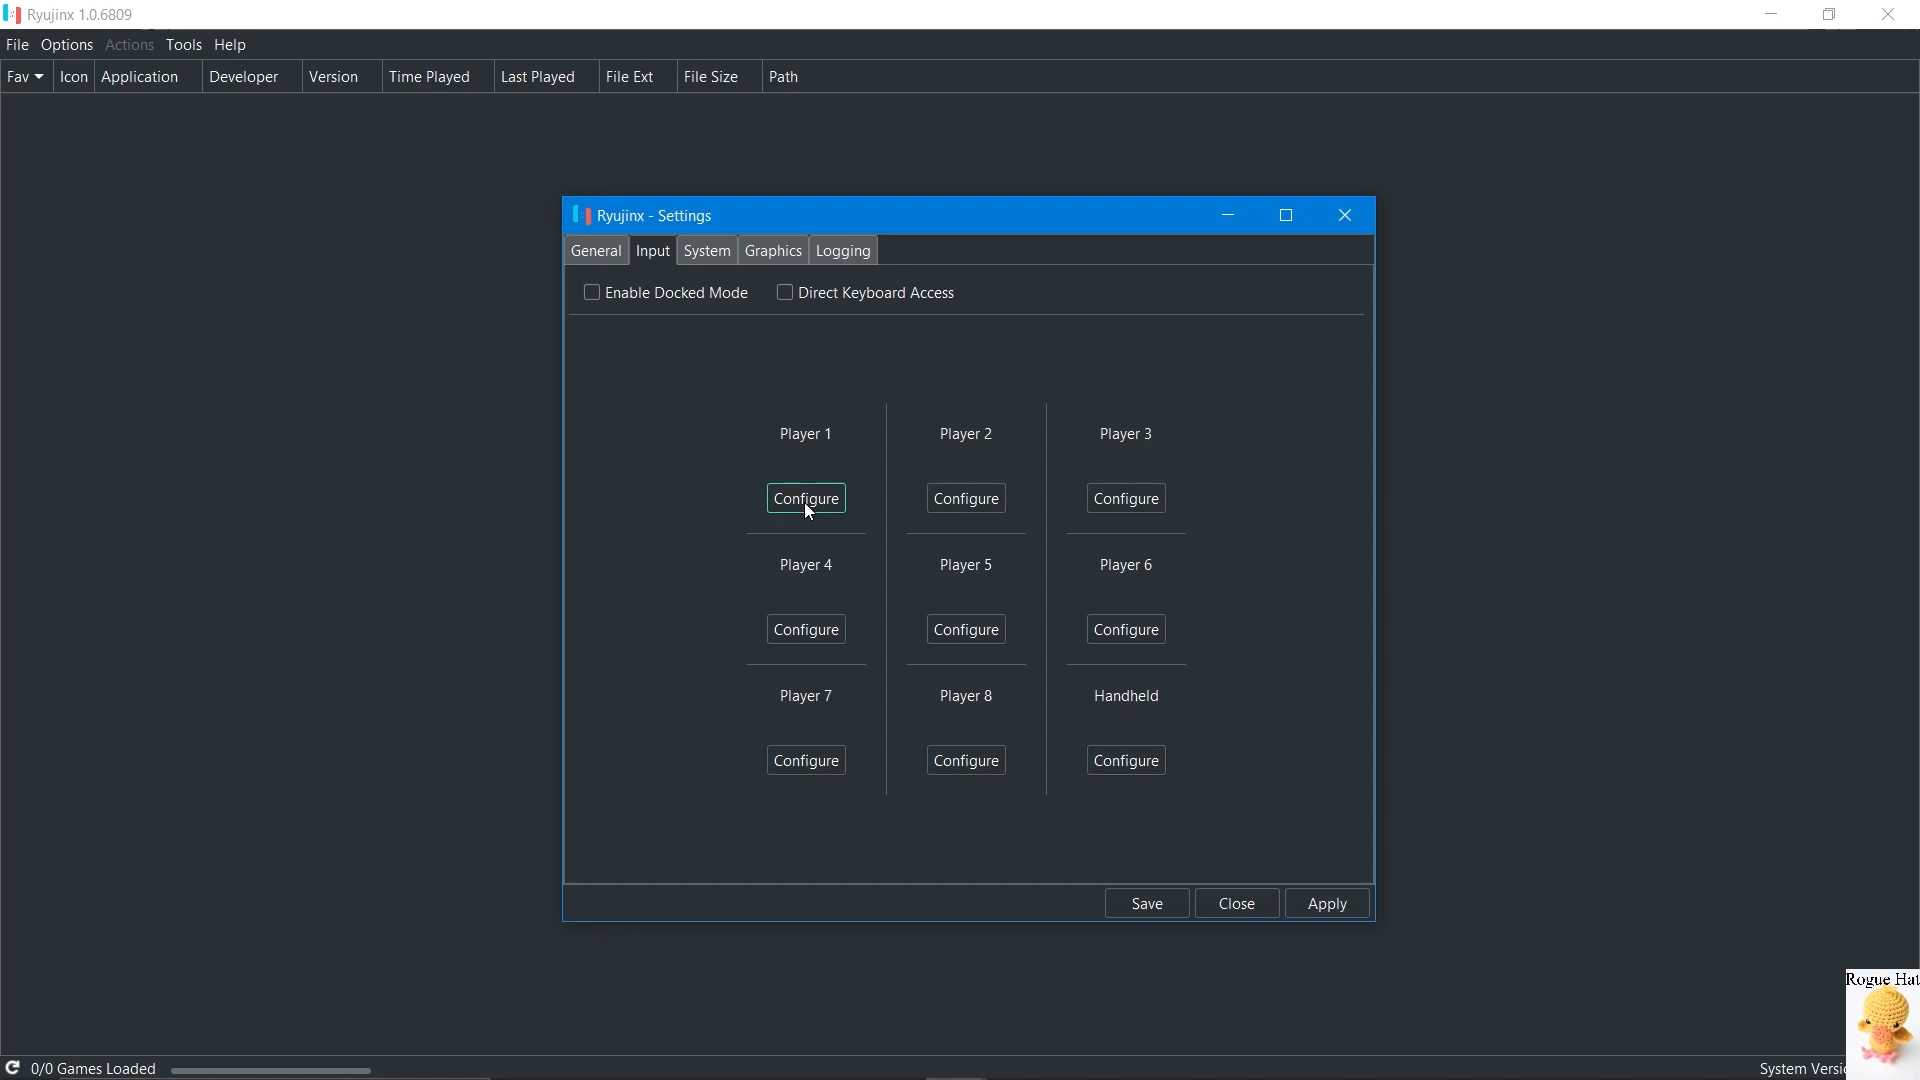 Ryujinx 1.0.6809
File Options Actions Tools Help
Fav Icon Application Developer Version Time Played Last Played File Ext File Size Path
Ryujinx - Settings
General Input System Graphics Logging
Enable Docked Mode Direct Keyboard Access
Player 1 Player 2 Player 3
Configure Configure Configure
Player 4 Player 5 Player 6
Configure Configure Configure
Player 7 Player 8 Handheld
Configure Configure Configure
Save Close Apply
Rogue Hat
0/0 Games Loaded System